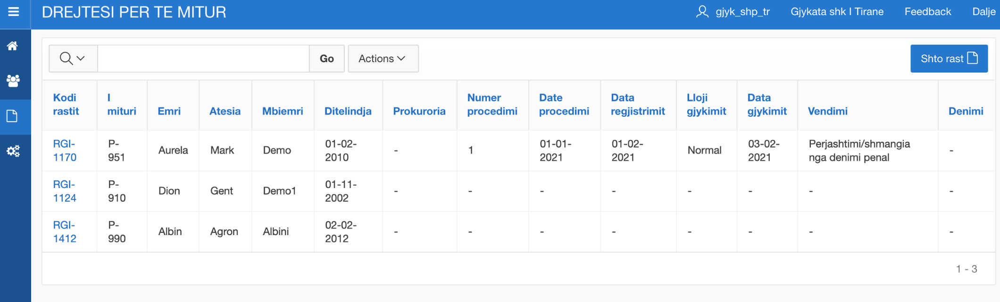 DREJTESI PER TE MITUR
gjyk_shp_tr Gjykata shk I Tirane Feedback Dalje
Go Actions Shto rast
Kodi rastit I mituri Emri Atesia Mbiemri Ditelindja Prokuroria Numer procedimi Date procedimi Data regjistrimit Lloji gjykimit Data gjykimit Vendimi Denimi
RGI-1170 P-951 Aurela Mark Demo 01-02-2010 - 1 01-01-2021 01-02-2021 Normal 03-02-2021 Perjashtimi/shmangia nga denimi penal -
RGI-1124 P-910 Dion Gent Demo1 01-11-2002 - - - - - - - -
RGI-1412 P-990 Albin Agron Albini 02-02-2012 - - - - - - - -
1 - 3